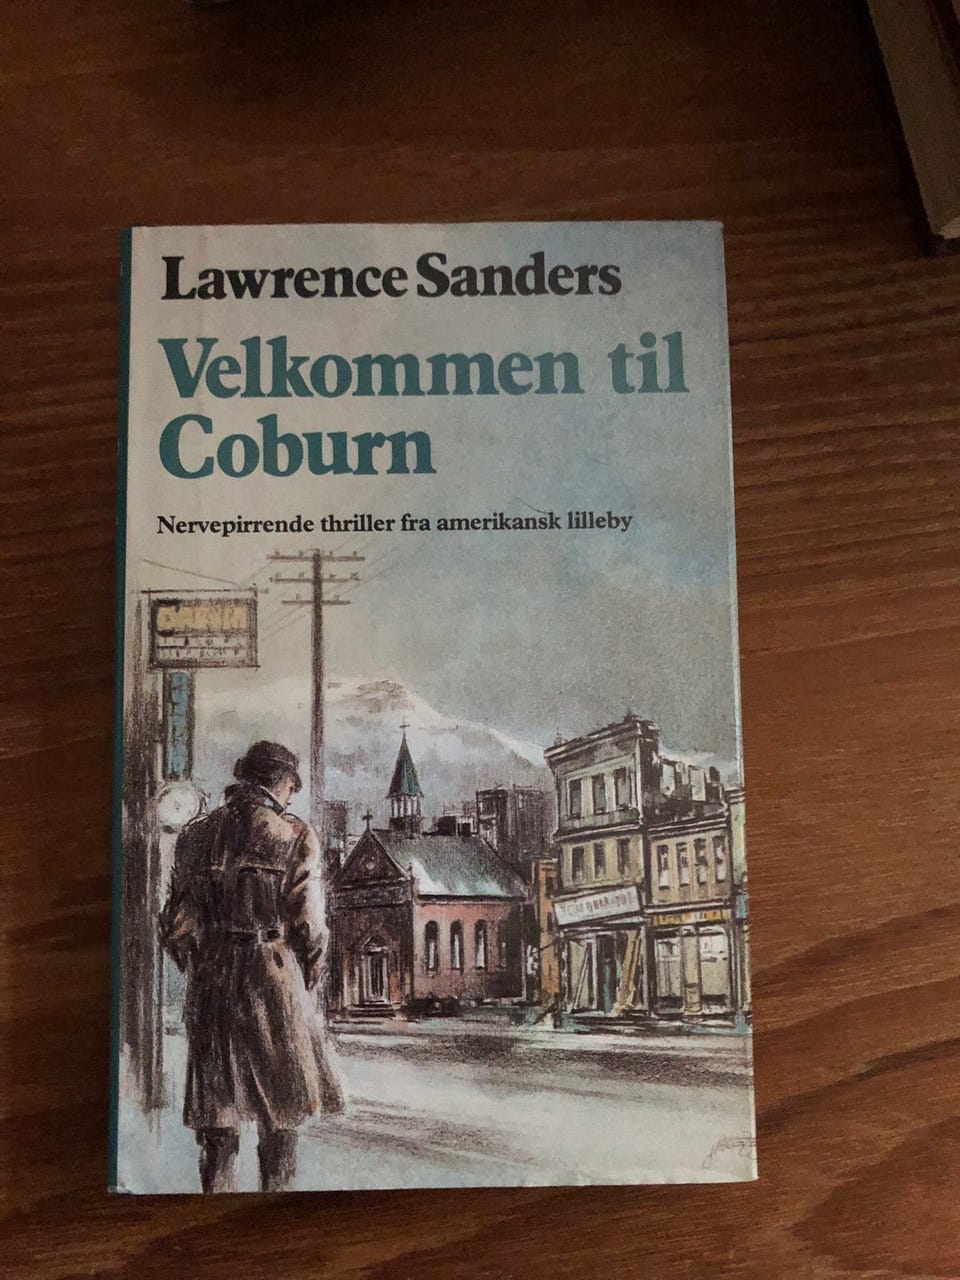 Lawrence Sanders
Velkommen til
Coburn
Nervepirrende thriller fra amerikansk lilleby